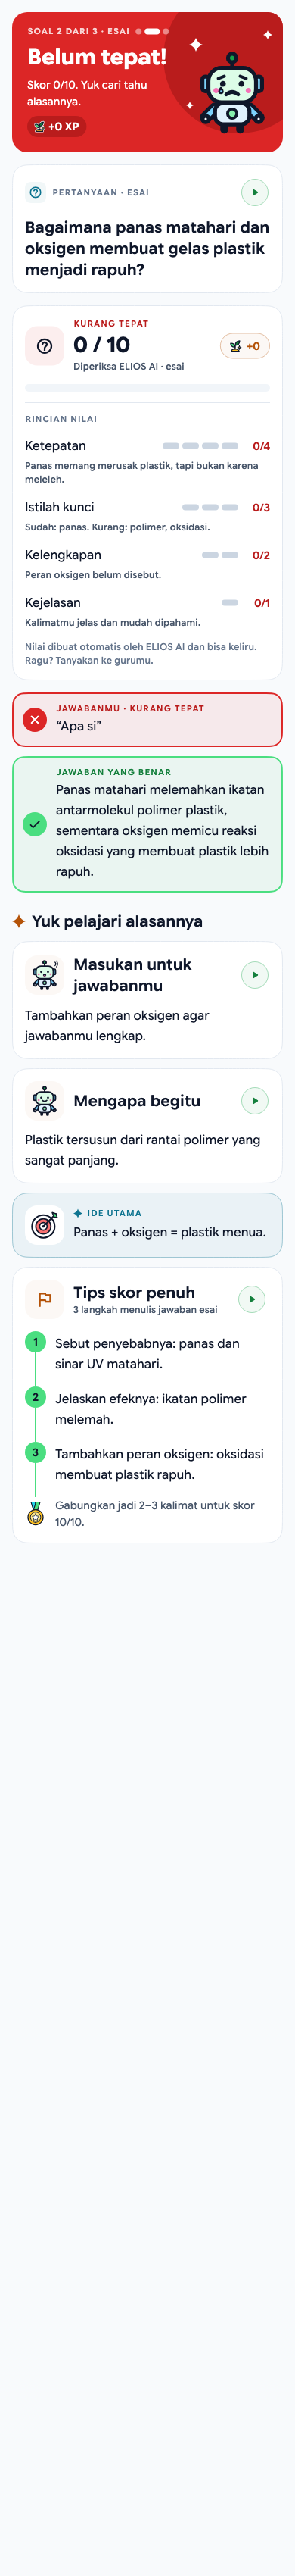 SOAL 2 DARI 3 · ESAI
Belum tepat!
Skor 0/10. Yuk cari tahu
alasannya.
+0 XP
PERTANYAAN · ESAI
Bagaimana panas matahari dan
oksigen membuat gelas plastik
menjadi rapuh?
KURANG TEPAT
0 / 10
+0
Diperiksa ELIOS AI · esai
RINCIAN NILAI
Ketepatan 0/4
Panas memang merusak plastik, tapi bukan karena
meleleh.
Istilah kunci 0/3
Sudah: panas. Kurang: polimer, oksidasi.
Kelengkapan 0/2
Peran oksigen belum disebut.
Kejelasan 0/1
Kalimatmu jelas dan mudah dipahami.
Nilai dibuat otomatis oleh ELIOS AI dan bisa keliru.
Ragu? Tanyakan ke gurumu.
JAWABANMU · KURANG TEPAT
“Apa si”
JAWABAN YANG BENAR
Panas matahari melemahkan ikatan
antarmolekul polimer plastik,
sementara oksigen memicu reaksi
oksidasi yang membuat plastik lebih
rapuh.
Yuk pelajari alasannya
Masukan untuk
jawabanmu
Tambahkan peran oksigen agar
jawabanmu lengkap.
Mengapa begitu
Plastik tersusun dari rantai polimer yang
sangat panjang.
IDE UTAMA
Panas + oksigen = plastik menua.
Tips skor penuh
3 langkah menulis jawaban esai
1 Sebut penyebabnya: panas dan
sinar UV matahari.
2 Jelaskan efeknya: ikatan polimer
melemah.
3 Tambahkan peran oksigen: oksidasi
membuat plastik rapuh.
Gabungkan jadi 2–3 kalimat untuk skor
10/10.